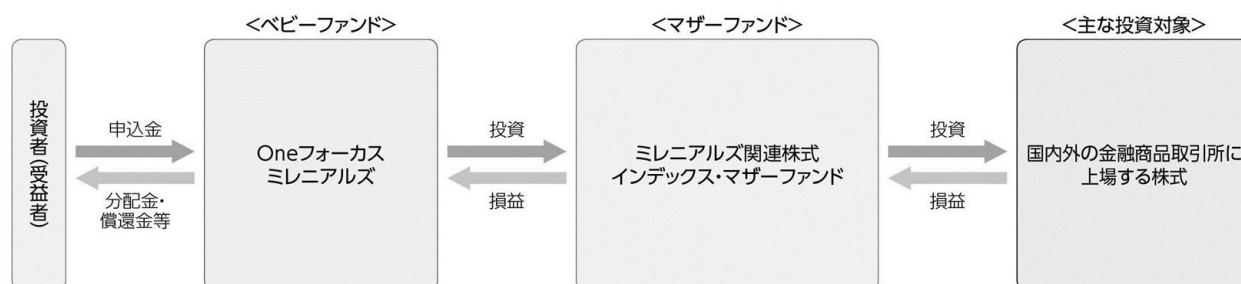 <ベビーファンド>
<マザーファンド>
<主な投資対象>
投資者(受益者)
申込金
分配金・
償還金等
Oneフォーカス
ミレニアルズ
投資
損益
ミレニアルズ関連株式
インデックス・マザーファンド
投資
損益
国内外の金融商品取引所に
上場する株式